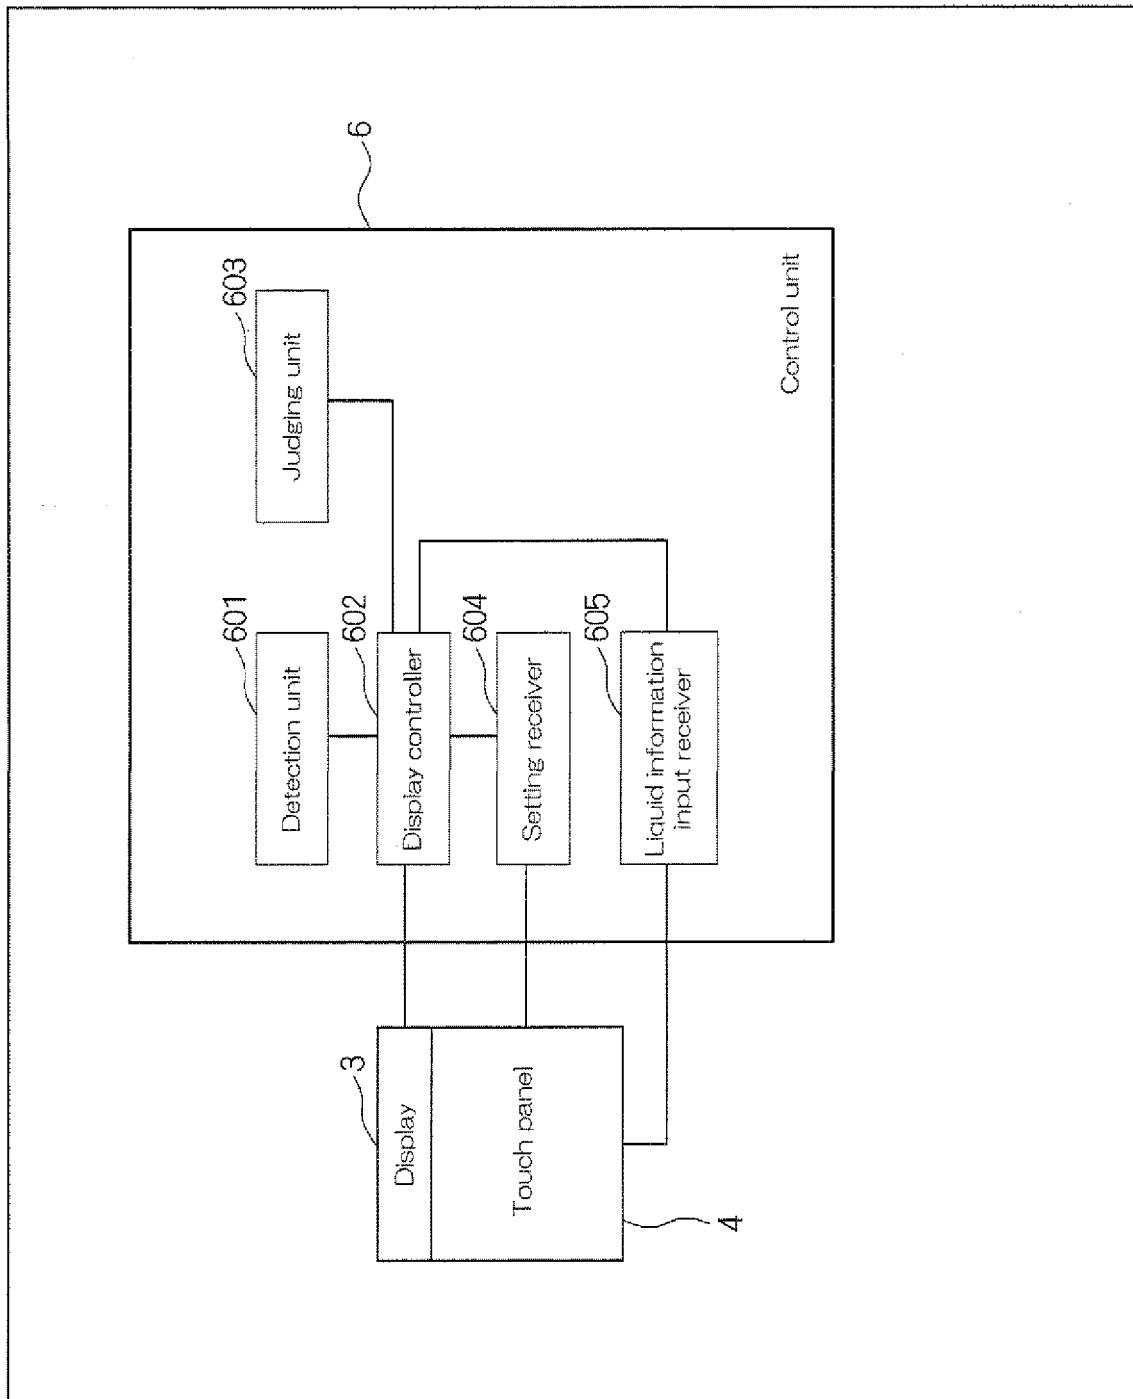 601
603
Detection unit
Judging unit
3
602
6
Display
Display controller
604
Touch panel
Setting receiver
605
Liquid information
input receiver
4
Control unit